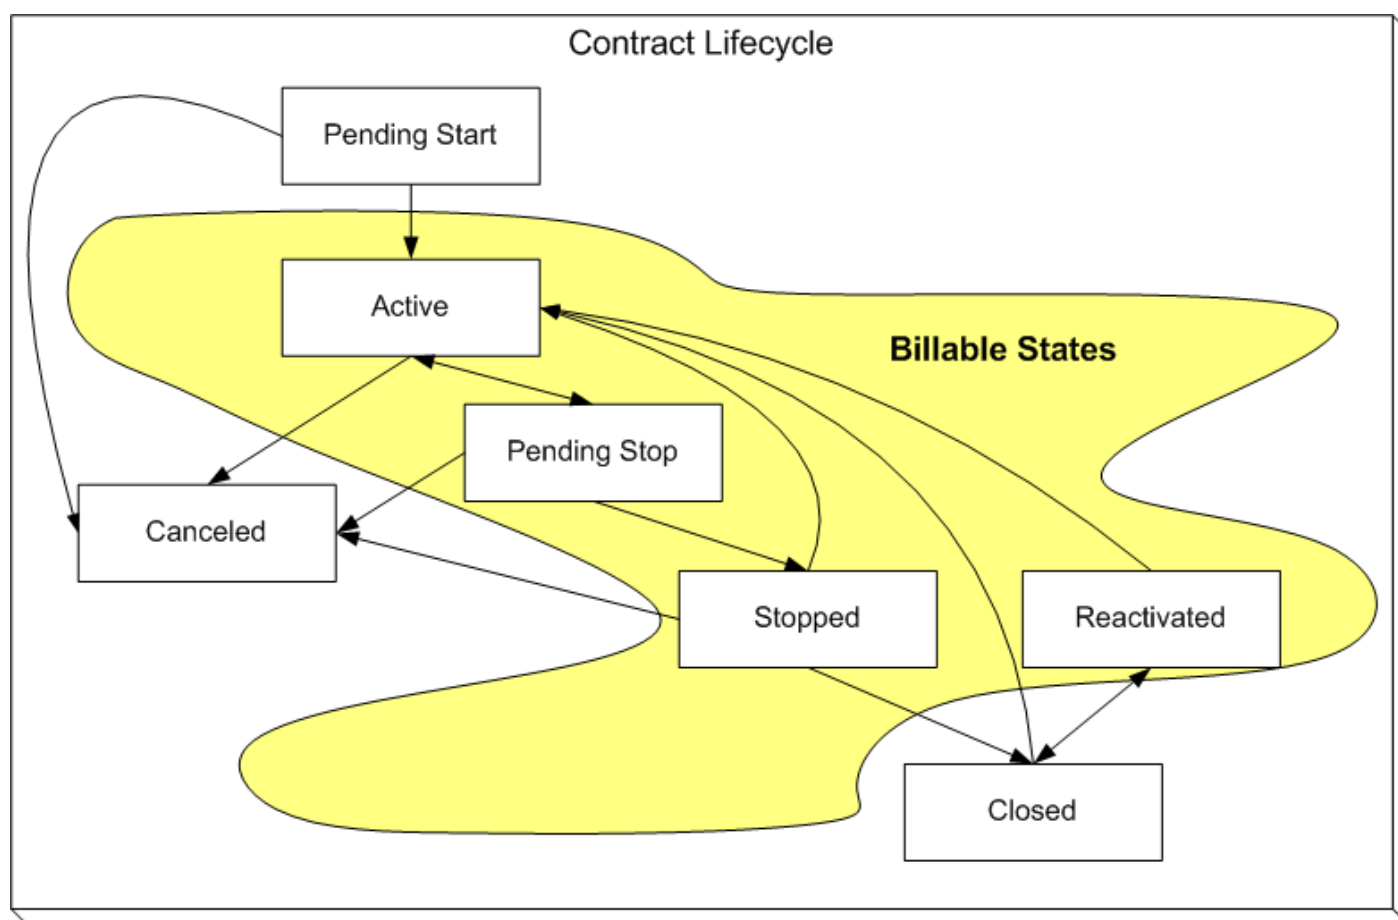 Contract Lifecycle
Pending Start
Active
Billable States
Pending Stop
Canceled
Stopped
Reactivated
Closed